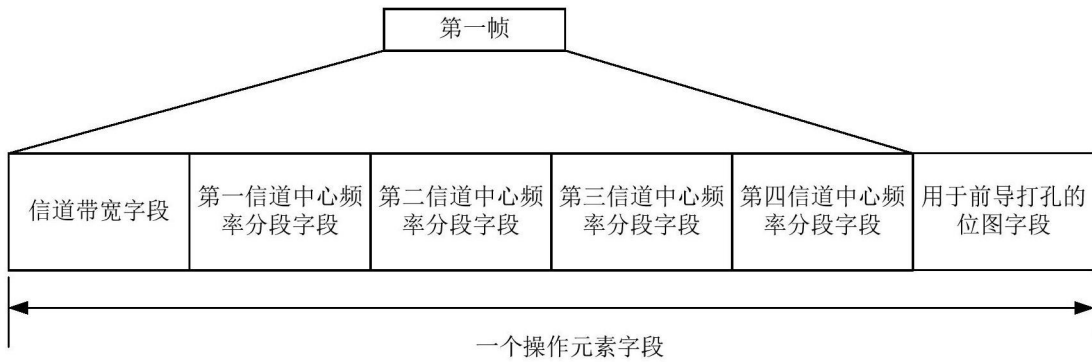 第一帧
信道带宽字段
第一信道中心频
率分段字段
第二信道中心频
率分段字段
第三信道中心频
率分段字段
第四信道中心频
率分段字段
用于前导打孔的
位图字段
一个操作元素字段